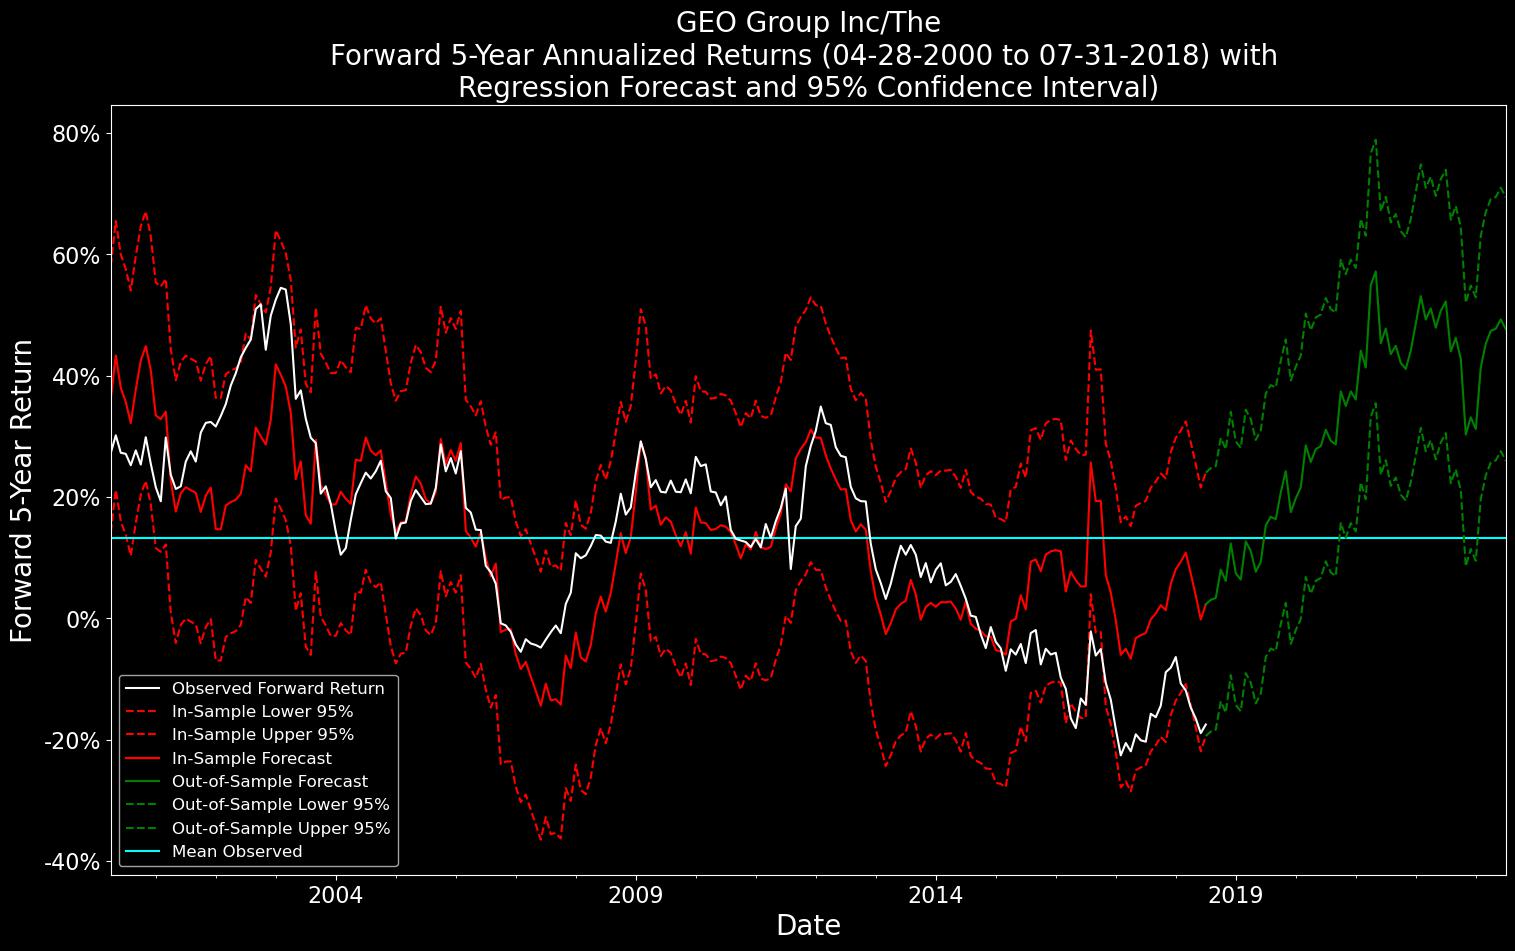 GEO Group Inc/The
Forward 5-Year Annualized Returns (04-28-2000 to 07-31-2018) with
Regression Forecast and 95% Confidence Interval)
Forward 5-Year Return
80%
60%
40%
20%
0%
-20%
-40%
Observed Forward Return
In-Sample Lower 95%
In-Sample Upper 95%
In-Sample Forecast
Out-of-Sample Forecast
Out-of-Sample Lower 95%
Out-of-Sample Upper 95%
Mean Observed
2004
2009
2014
2019
Date